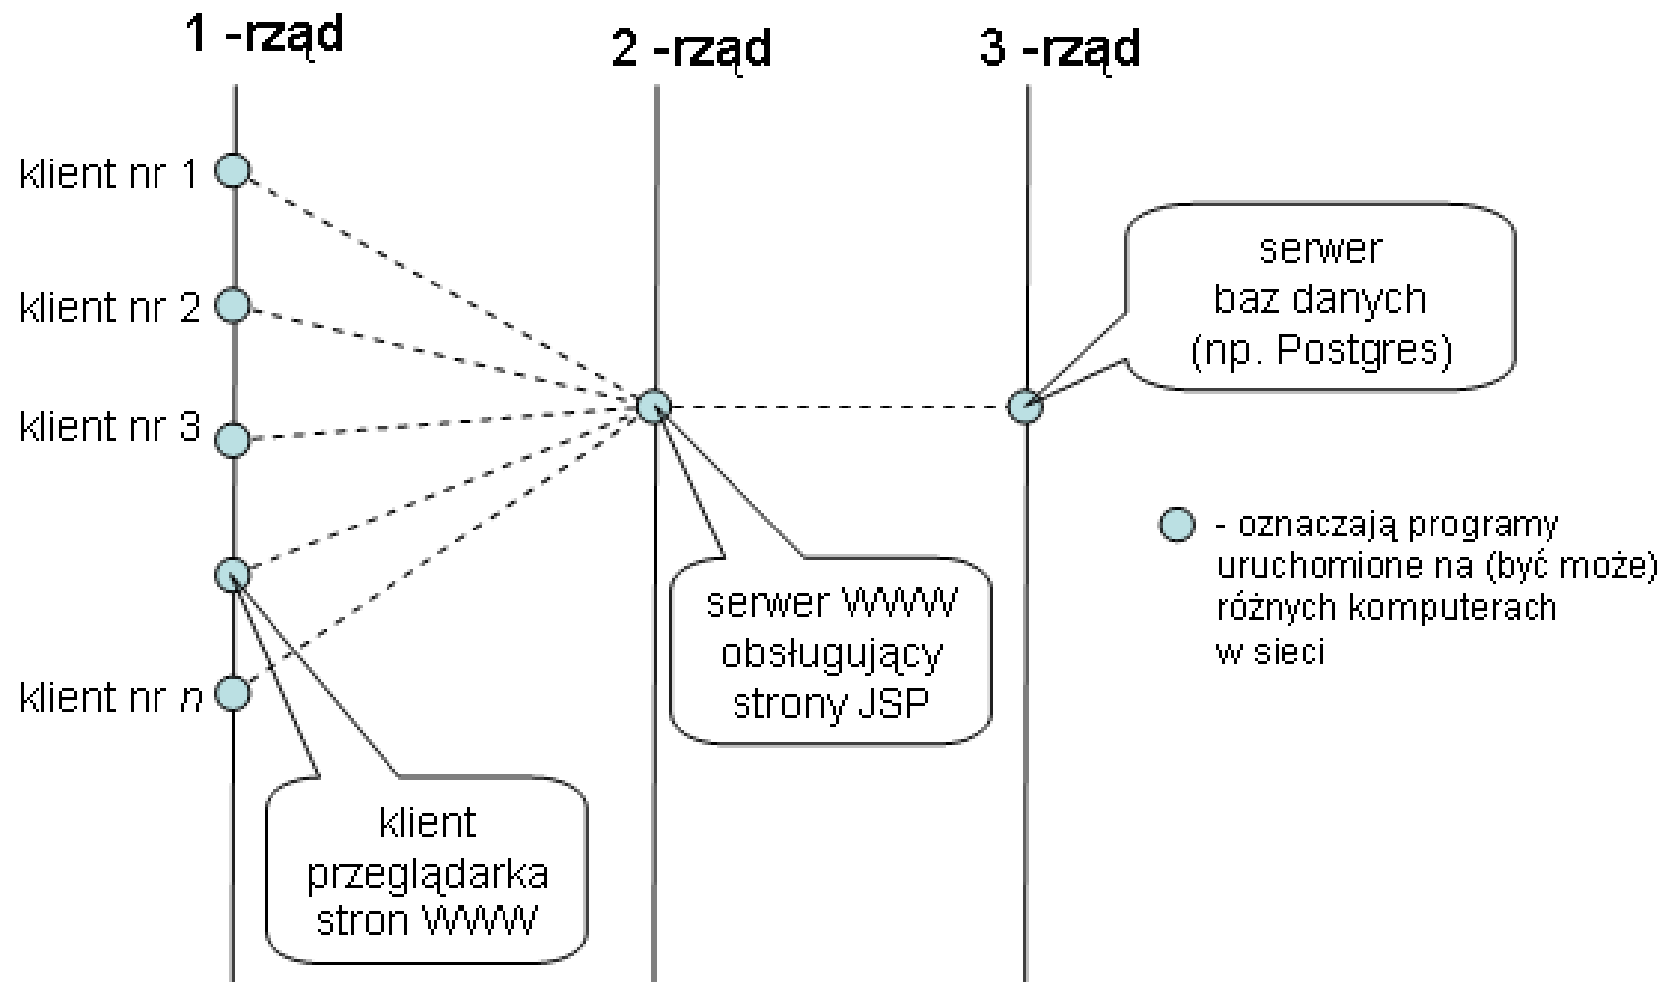 1 -rząd
2 -rząd
3 -rząd
klient nr 1
klient nr 2
klient nr 3
klient nr n
serwer
baz danych
(np. Postgres)
- oznaczają programy
uruchomione na (być może)
różnych komputerach
w sieci
serwer WWW
obsługujący
strony JSP
klient
przeglądarka
stron WWW